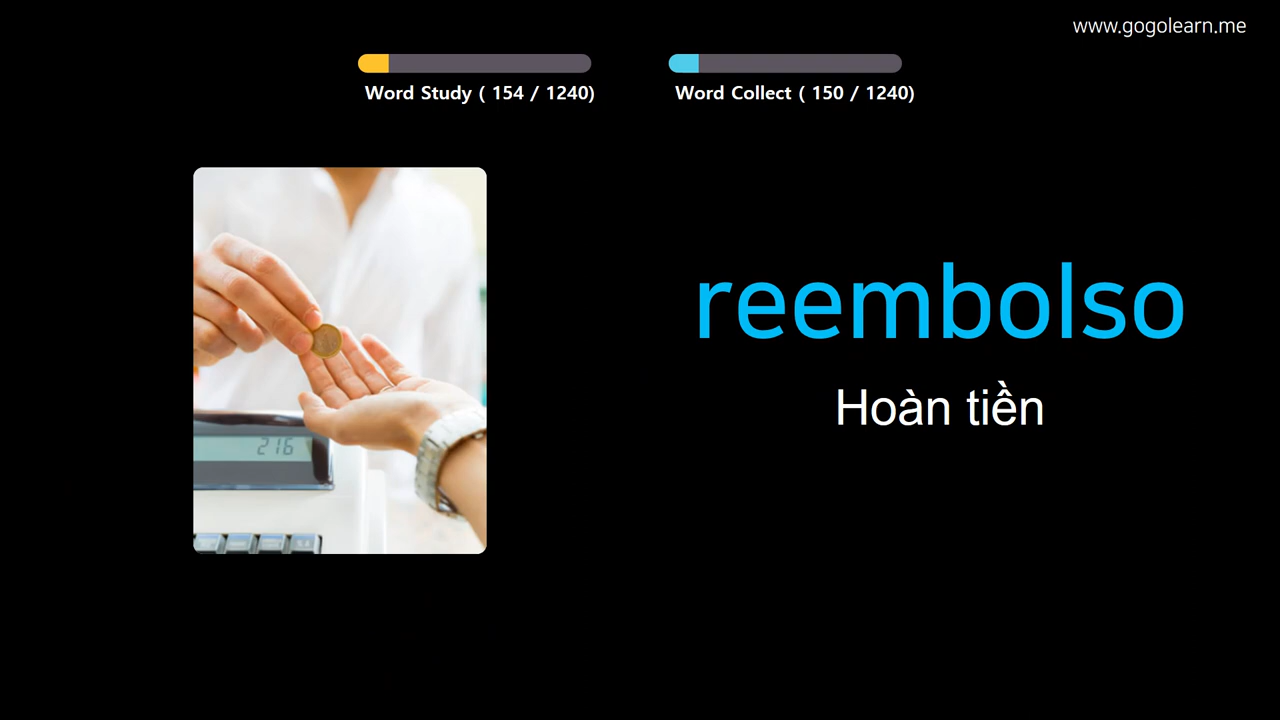 www.gogolearn.me
Word Study ( 154 / 1240)
Word Collect ( 150 / 1240)
reembolso
Hoàn tiền
216